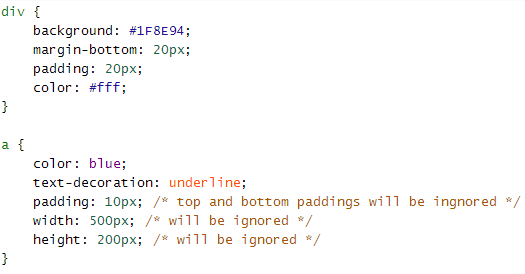 div {
    background: #1F8E94;
    margin-bottom: 20px;
    padding: 20px;
    color: #fff;
}

a {
    color: blue;
    text-decoration: underline;
    padding: 10px; /* top and bottom paddings will be ingnored */
    width: 500px; /* will be ignored */
    height: 200px; /* will be ignored */
}